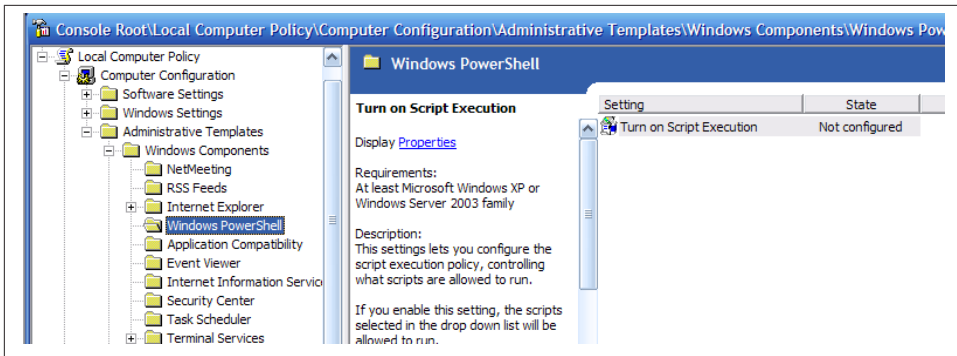 Console Root\Local Computer Policy\Computer Configuration\Administrative Templates\Windows Components\Windows Pow
Local Computer Policy
Computer Configuration
Software Settings
Windows Settings
Administrative Templates
Windows Components
NetMeeting
RSS Feeds
Internet Explorer
Windows PowerShell
Application Compatibility
Event Viewer
Internet Information Servic
Security Center
Task Scheduler
Terminal Services
Windows PowerShell
Turn on Script Execution
Display Properties
Requirements:
At least Microsoft Windows XP or
Windows Server 2003 family
Description:
This settings lets you configure the
script execution policy, controlling
what scripts are allowed to run.
If you enable this setting, the scripts
selected in the drop down list will be
allowed to run.
Setting State
Turn on Script Execution Not configured